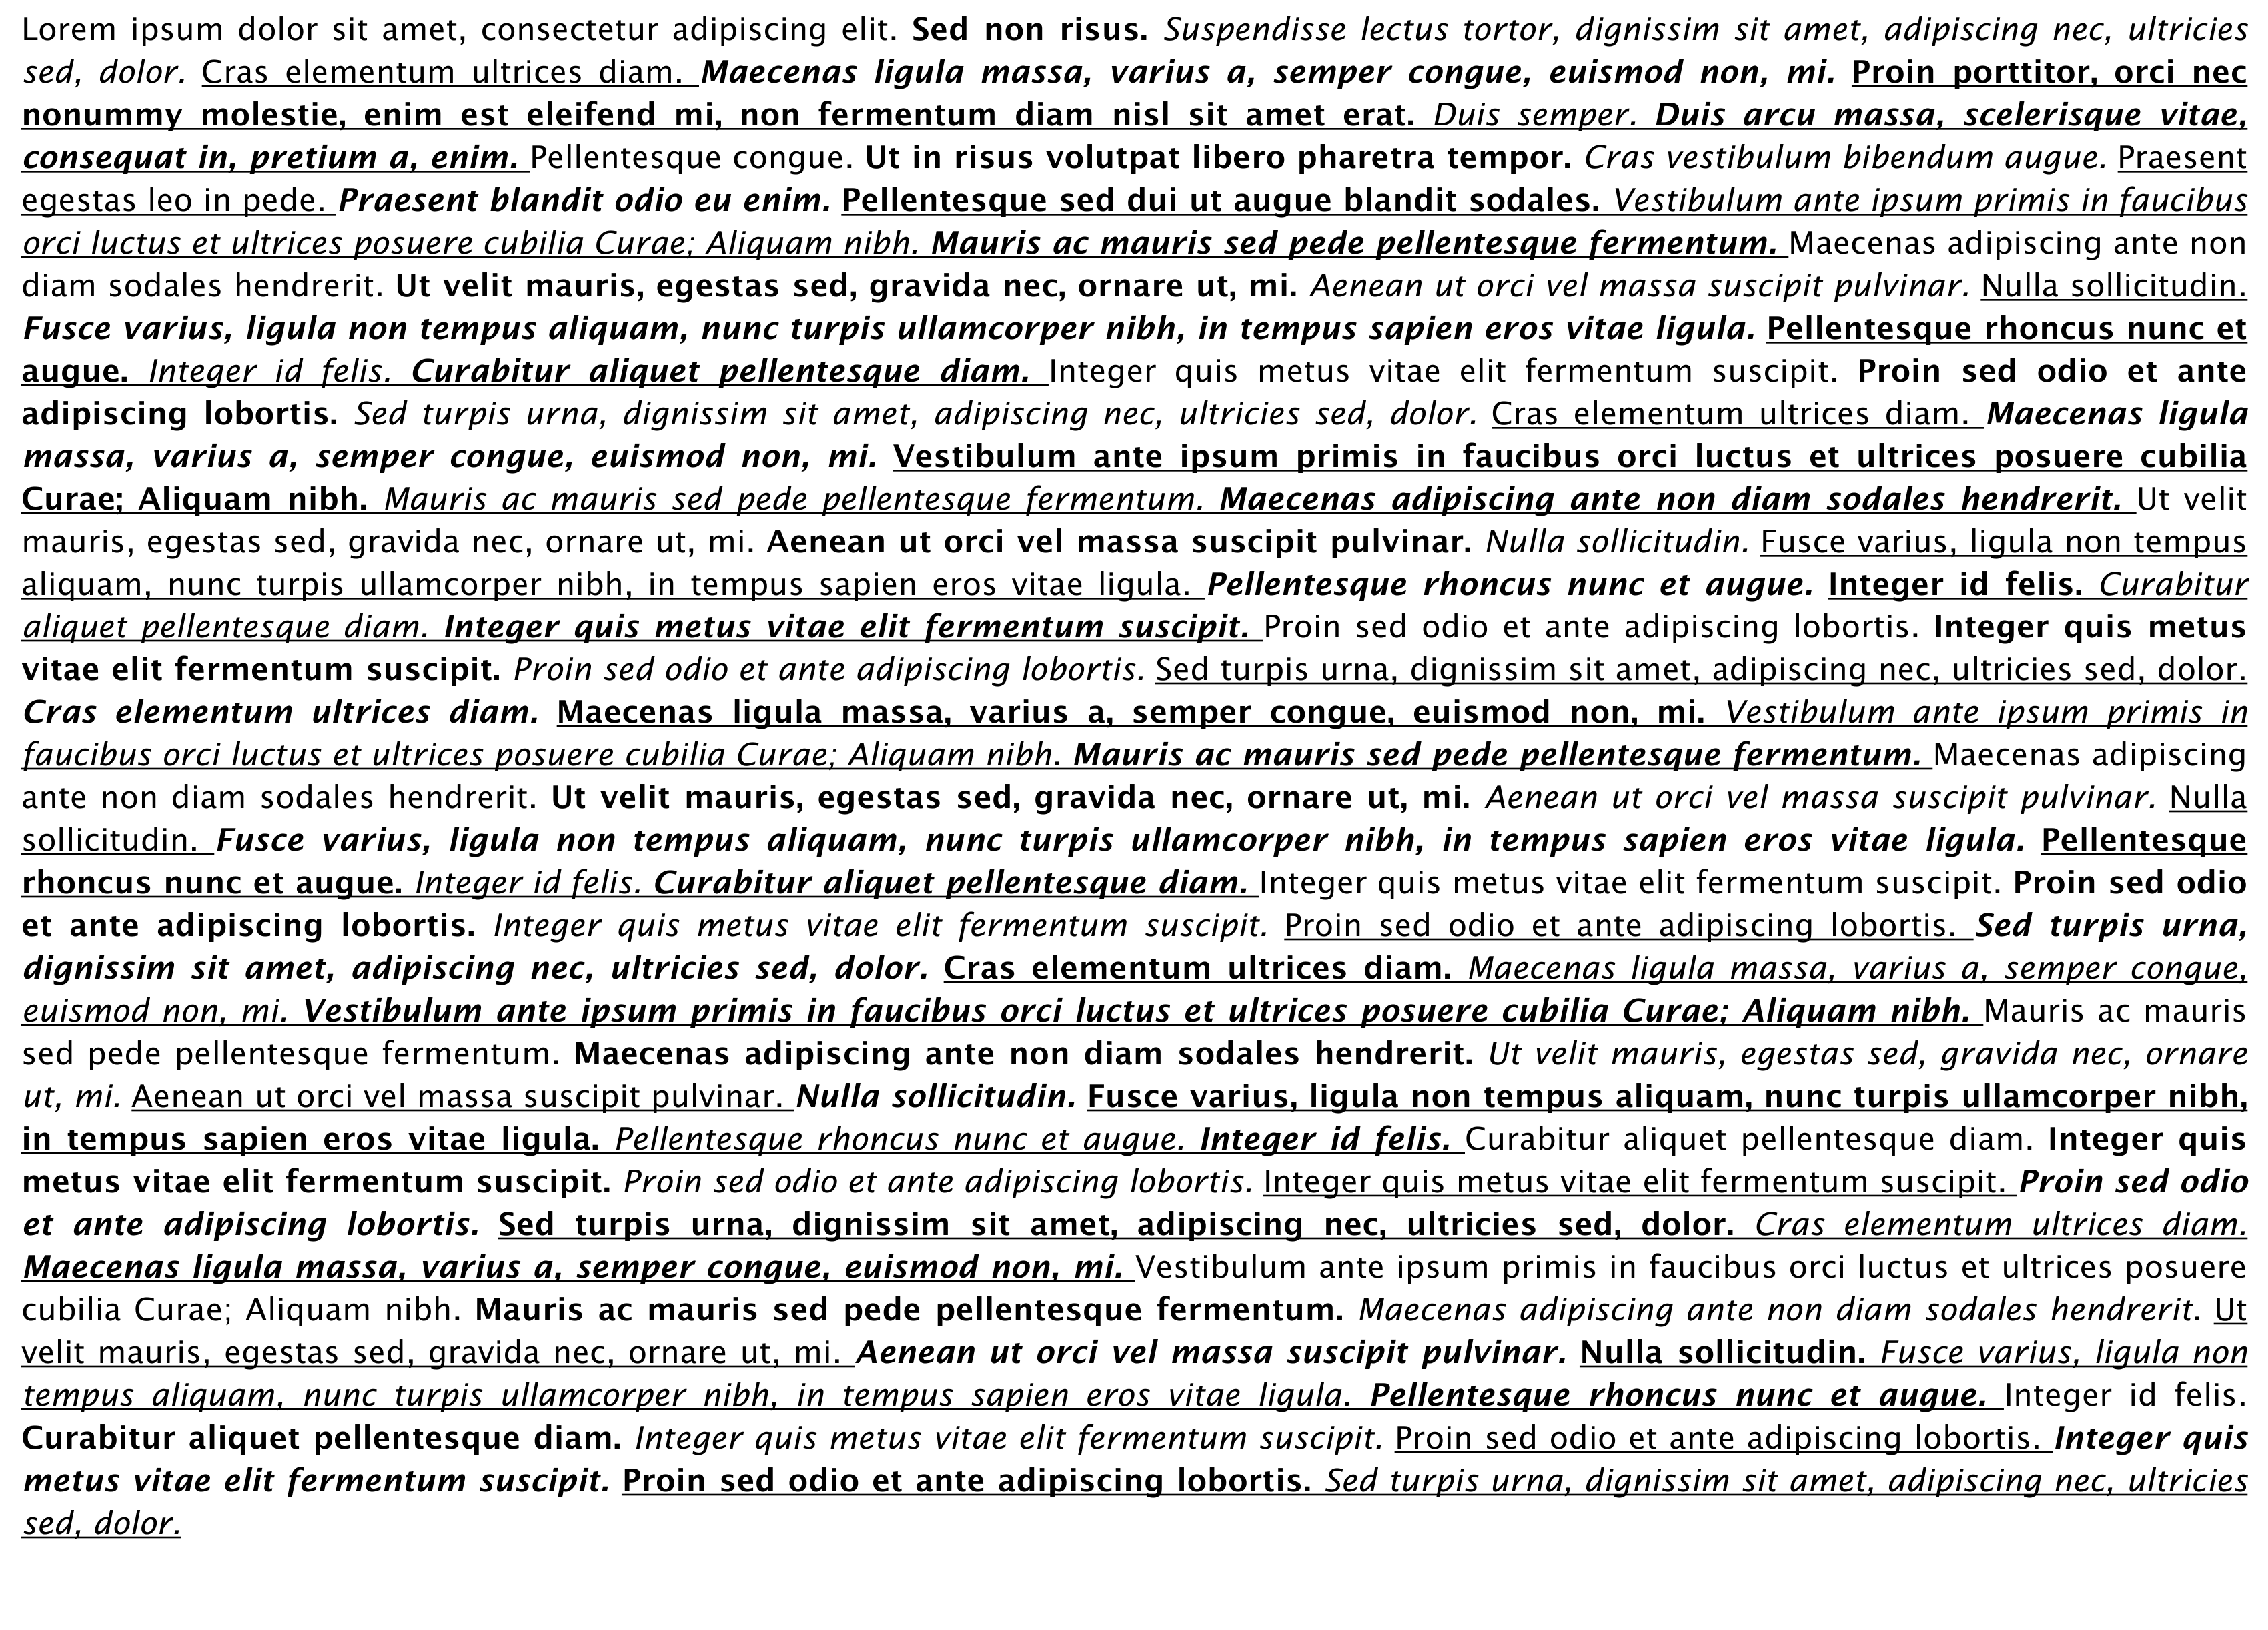 Lorem ipsum dolor sit amet, consectetur adipiscing elit. Sed non risus. Suspendisse lectus tortor, dignissim sit amet, adipiscing nec, ultricies
sed, dolor. Cras elementum ultrices diam. Maecenas ligula massa, varius a, semper congue, euismod non, mi. Proin porttitor, orci nec
nonummy molestie, enim est eleifend mi, non fermentum diam nisl sit amet erat. Duis semper. Duis arcu massa, scelerisque vitae,
consequat in, pretium a, enim. Pellentesque congue. Ut in risus volutpat libero pharetra tempor. Cras vestibulum bibendum augue. Praesent
egestas leo in pede. Praesent blandit odio eu enim. Pellentesque sed dui ut augue blandit sodales. Vestibulum ante ipsum primis in faucibus
orci luctus et ultrices posuere cubilia Curae; Aliquam nibh. Mauris ac mauris sed pede pellentesque fermentum. Maecenas adipiscing ante non
diam sodales hendrerit. Ut velit mauris, egestas sed, gravida nec, ornare ut, mi. Aenean ut orci vel massa suscipit pulvinar. Nulla sollicitudin.
Fusce varius, ligula non tempus aliquam, nunc turpis ullamcorper nibh, in tempus sapien eros vitae ligula. Pellentesque rhoncus nunc et
augue. Integer id felis. Curabitur aliquet pellentesque diam. Integer quis metus vitae elit fermentum suscipit. Proin sed odio et ante
adipiscing lobortis. Sed turpis urna, dignissim sit amet, adipiscing nec, ultricies sed, dolor. Cras elementum ultrices diam. Maecenas ligula
massa, varius a, semper congue, euismod non, mi. Vestibulum ante ipsum primis in faucibus orci luctus et ultrices posuere cubilia
Curae; Aliquam nibh. Mauris ac mauris sed pede pellentesque fermentum. Maecenas adipiscing ante non diam sodales hendrerit. Ut velit
mauris, egestas sed, gravida nec, ornare ut, mi. Aenean ut orci vel massa suscipit pulvinar. Nulla sollicitudin. Fusce varius, ligula non tempus
aliquam, nunc turpis ullamcorper nibh, in tempus sapien eros vitae ligula. Pellentesque rhoncus nunc et augue. Integer id felis. Curabitur
aliquet pellentesque diam. Integer quis metus vitae elit fermentum suscipit. Proin sed odio et ante adipiscing lobortis. Integer quis metus
vitae elit fermentum suscipit. Proin sed odio et ante adipiscing lobortis. Sed turpis urna, dignissim sit amet, adipiscing nec, ultricies sed, dolor.
Cras elementum ultrices diam. Maecenas ligula massa, varius a, semper congue, euismod non, mi. Vestibulum ante ipsum primis in
faucibus orci luctus et ultrices posuere cubilia Curae; Aliquam nibh. Mauris ac mauris sed pede pellentesque fermentum. Maecenas adipiscing
ante non diam sodales hendrerit. Ut velit mauris, egestas sed, gravida nec, ornare ut, mi. Aenean ut orci vel massa suscipit pulvinar. Nulla
sollicitudin. Fusce varius, ligula non tempus aliquam, nunc turpis ullamcorper nibh, in tempus sapien eros vitae ligula. Pellentesque
rhoncus nunc et augue. Integer id felis. Curabitur aliquet pellentesque diam. Integer quis metus vitae elit fermentum suscipit. Proin sed odio
et ante adipiscing lobortis. Integer quis metus vitae elit fermentum suscipit. Proin sed odio et ante adipiscing lobortis. Sed turpis urna,
dignissim sit amet, adipiscing nec, ultricies sed, dolor. Cras elementum ultrices diam. Maecenas ligula massa, varius a, semper congue,
euismod non, mi. Vestibulum ante ipsum primis in faucibus orci luctus et ultrices posuere cubilia Curae; Aliquam nibh. Mauris ac mauris
sed pede pellentesque fermentum. Maecenas adipiscing ante non diam sodales hendrerit. Ut velit mauris, egestas sed, gravida nec, ornare
ut, mi. Aenean ut orci vel massa suscipit pulvinar. Nulla sollicitudin. Fusce varius, ligula non tempus aliquam, nunc turpis ullamcorper nibh,
in tempus sapien eros vitae ligula. Pellentesque rhoncus nunc et augue. Integer id felis. Curabitur aliquet pellentesque diam. Integer quis
metus vitae elit fermentum suscipit. Proin sed odio et ante adipiscing lobortis. Integer quis metus vitae elit fermentum suscipit. Proin sed odio
et ante adipiscing lobortis. Sed turpis urna, dignissim sit amet, adipiscing nec, ultricies sed, dolor. Cras elementum ultrices diam.
Maecenas ligula massa, varius a, semper congue, euismod non, mi. Vestibulum ante ipsum primis in faucibus orci luctus et ultrices posuere
cubilia Curae; Aliquam nibh. Mauris ac mauris sed pede pellentesque fermentum. Maecenas adipiscing ante non diam sodales hendrerit. Ut
velit mauris, egestas sed, gravida nec, ornare ut, mi. Aenean ut orci vel massa suscipit pulvinar. Nulla sollicitudin. Fusce varius, ligula non
tempus aliquam, nunc turpis ullamcorper nibh, in tempus sapien eros vitae ligula. Pellentesque rhoncus nunc et augue. Integer id felis.
Curabitur aliquet pellentesque diam. Integer quis metus vitae elit fermentum suscipit. Proin sed odio et ante adipiscing lobortis. Integer quis
metus vitae elit fermentum suscipit. Proin sed odio et ante adipiscing lobortis. Sed turpis urna, dignissim sit amet, adipiscing nec, ultricies
sed, dolor.